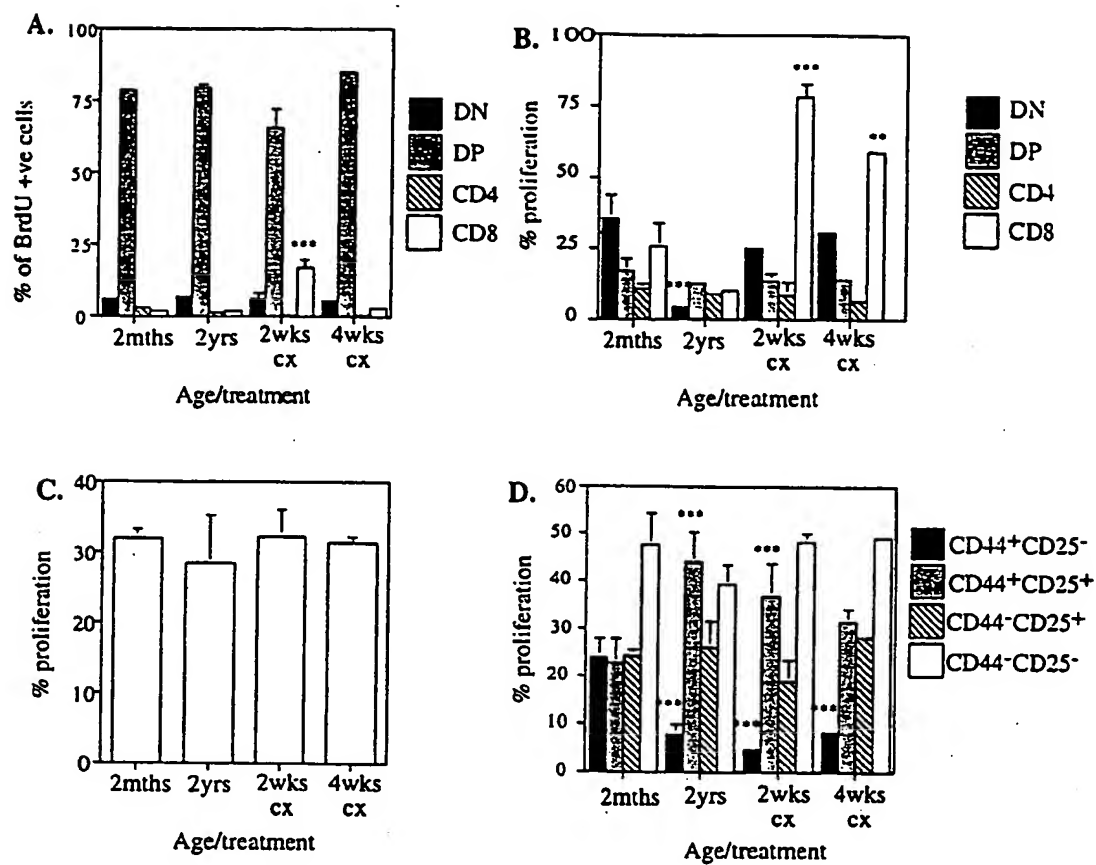 A.
% of BrdU +ve cells
100
75
50
25
0
2mths 2yrs 2wks cx 4wks cx
Age/treatment
***
DN
DP
CD4
CD8
B.
% proliferation
100
75
50
25
0
2mths 2yrs 2wks cx 4wks cx
Age/treatment
***
***
**
DN
DP
CD4
CD8
C.
% proliferation
40
30
20
10
0
2mths 2yrs 2wks cx 4wks cx
Age/treatment
D.
% proliferation
60
50
40
30
20
10
0
2mths 2yrs 2wks cx 4wks cx
Age/treatment
***
***
***
***
***
CD44+CD25-
CD44+CD25+
CD44-CD25+
CD44-CD25-